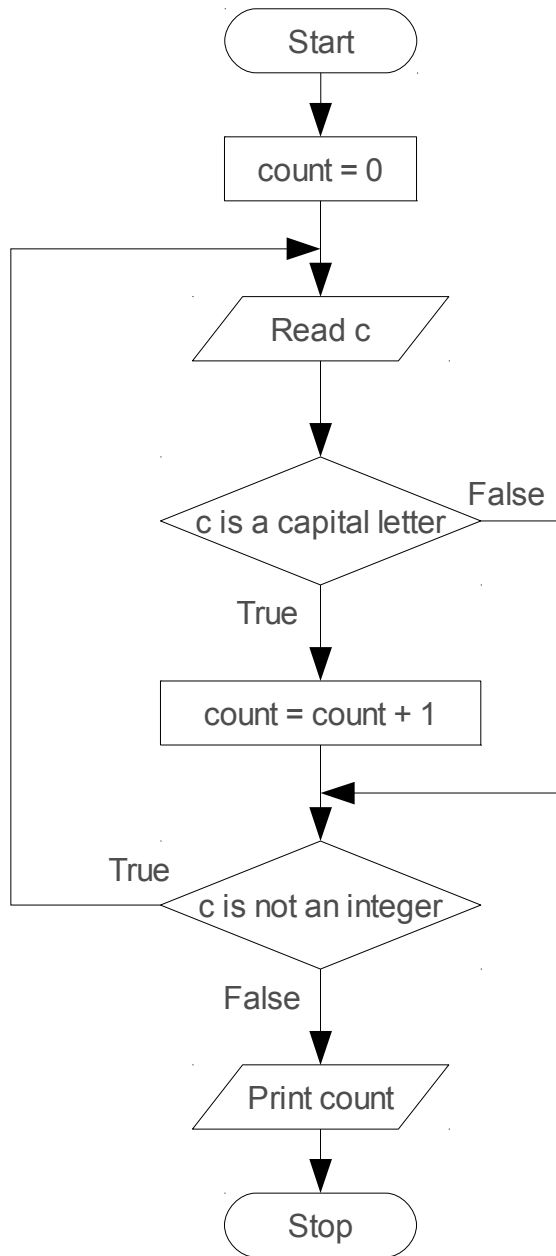 Start
count = 0
Read c
c is a capital letter
False
True
count = count + 1
True
c is not an integer
False
Print count
Stop